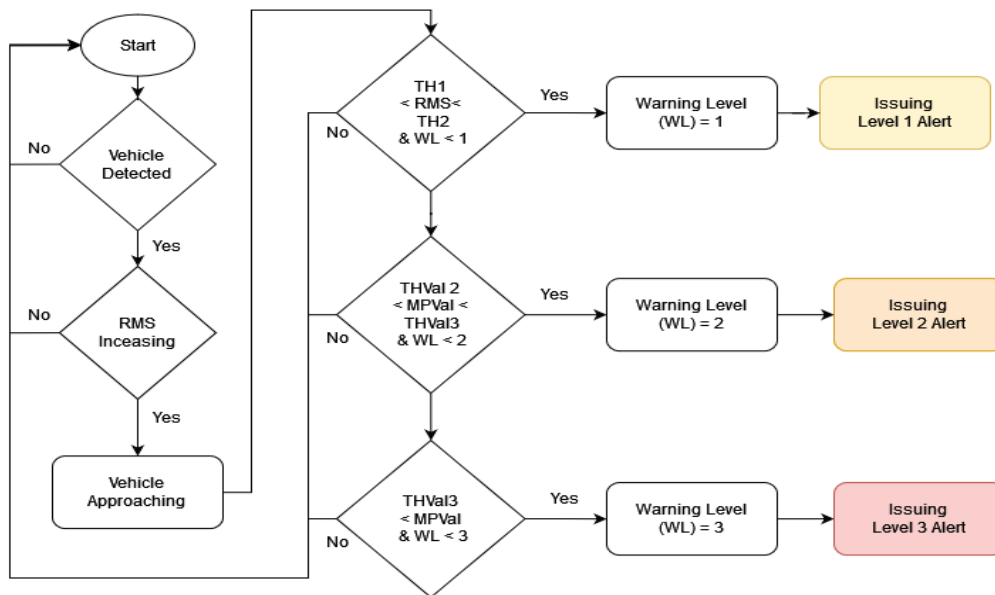 Start
No
Vehicle
Detected
Yes
No
RMS
Inceasing
Yes
Vehicle
Approaching
TH1
< RMS<
TH2
& WL < 1
No
Yes
Warning Level
(WL) = 1
Issuing
Level 1 Alert
THVal 2
< MPVal <
THVal3
& WL < 2
No
Yes
Warning Level
(WL) = 2
Issuing
Level 2 Alert
THVal3
< MPVal
& WL < 3
No
Yes
Warning Level
(WL) = 3
Issuing
Level 3 Alert